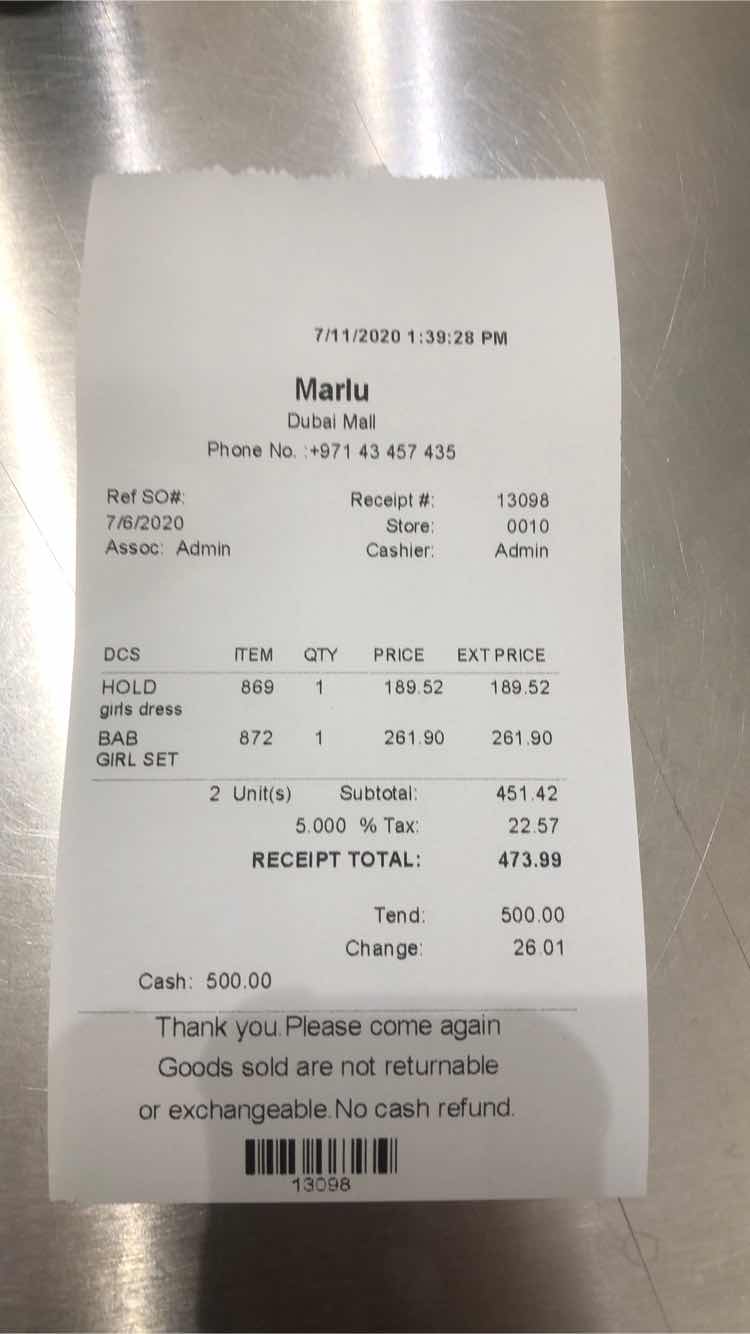 7/11/2020 1:39:28 PM
Marlu
Dubai Mall
Phone No. :+971 43 457 435
Ref SO#: Receipt #: 13098
7/6/2020 Store: 0010
Assoc: Admin Cashier: Admin
DCS ITEM QTY PRICE EXT PRICE
HOLD 869 1 189.52 189.52
girls dress
BAB 872 1 261.90 261.90
GIRL SET
2 Unit(s) Subtotal: 451.42
5.000 % Tax: 22.57
RECEIPT TOTAL: 473.99
Tend: 500.00
Change: 26.01
Cash: 500.00
Thank you.Please come again
Goods sold are not returnable
or exchangeable.No cash refund.
13098